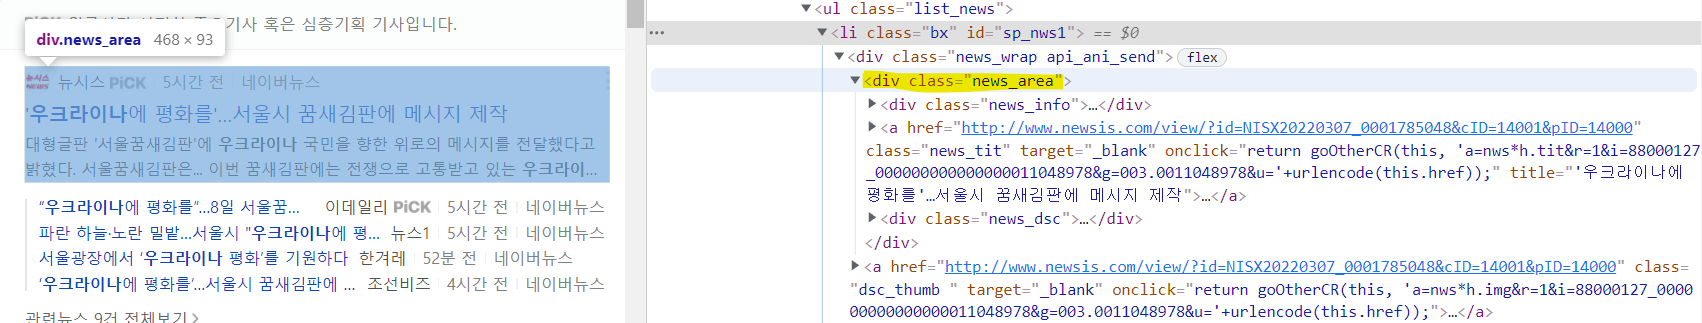 기사 혹은 심층기획 기사입니다.
div.news_area 468 × 93
뉴시스 PiCK 5시간 전 네이버뉴스
'우크라이나에 평화를'...서울시 꿈새김판에 메시지 제작
대형글판 '서울꿈새김판'에 우크라이나 국민을 향한 위로의 메시지를 전달했다고
밝혔다. 서울꿈새김판은... 이번 꿈새김판에는 전쟁으로 고통받고 있는 우크라이...
“우크라이나에 평화를”...8일 서울꿈... 이데일리 PiCK 5시간 전 네이버뉴스
파란 하늘·노란 밀밭...서울시 "우크라이나에 평... 뉴스1 5시간 전 네이버뉴스
서울광장에서 ‘우크라이나 평화’를 기원하다 한겨레 52분 전 네이버뉴스
‘우크라이나에 평화를’...서울시 꿈새김판에 ... 조선비즈 4시간 전 네이버뉴스
관련뉴스 9건 전체보기 >
▼<ul class="list_news">
... ▼<li class="bx" id="sp_nws1"> == $0
▼<div class="news_wrap api_ani_send"> flex
▼<div class="news_area">
▶<div class="news_info">…</div>
▶<a href="http://www.newsis.com/view/?id=NISX20220307_0001785048&cID=14001&pID=14000"
class="news_tit" target="_blank" onclick="return goOtherCR(this, 'a=nws*h.tit&r=1&i=88000127
_000000000000000011048978&g=003.0011048978&u='+urlencode(this.href));" title="'우크라이나에
평화를'…서울시 꿈새김판에 메시지 제작">…</a>
▶<div class="news_dsc">…</div>
</div>
▶<a href="http://www.newsis.com/view/?id=NISX20220307_0001785048&cID=14001&pID=14000" class=
"dsc_thumb " target="_blank" onclick="return goOtherCR(this, 'a=nws*h.img&r=1&i=88000127_0000
00000000000011048978&g=003.0011048978&u='+urlencode(this.href));">…</a>